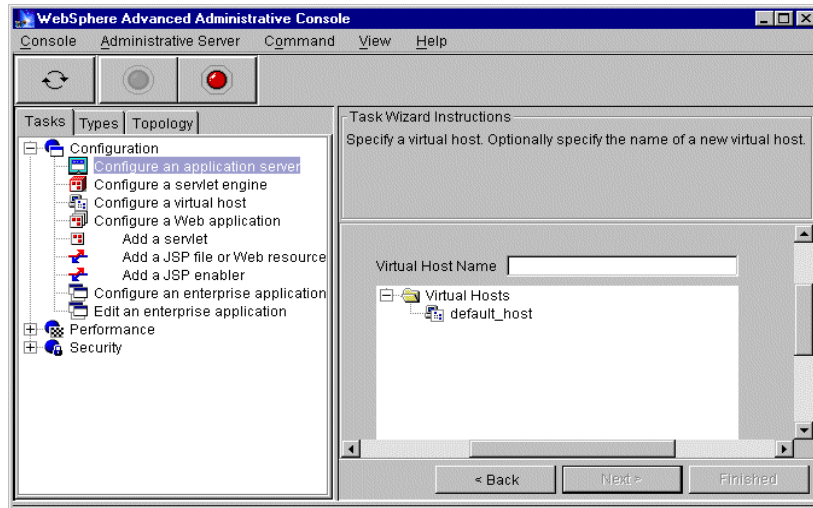 WebSphere Advanced Administrative Console
Console Administrative Server Command View Help
Tasks Types Topology
Configuration
Configure an application server
Configure a servlet engine
Configure a virtual host
Configure a Web application
Add a servlet
Add a JSP file or Web resource
Add a JSP enabler
Configure an enterprise application
Edit an enterprise application
Performance
Security
Task Wizard Instructions
Specify a virtual host. Optionally specify the name of a new virtual host.
Virtual Host Name
Virtual Hosts
default_host
< Back Next > Finished